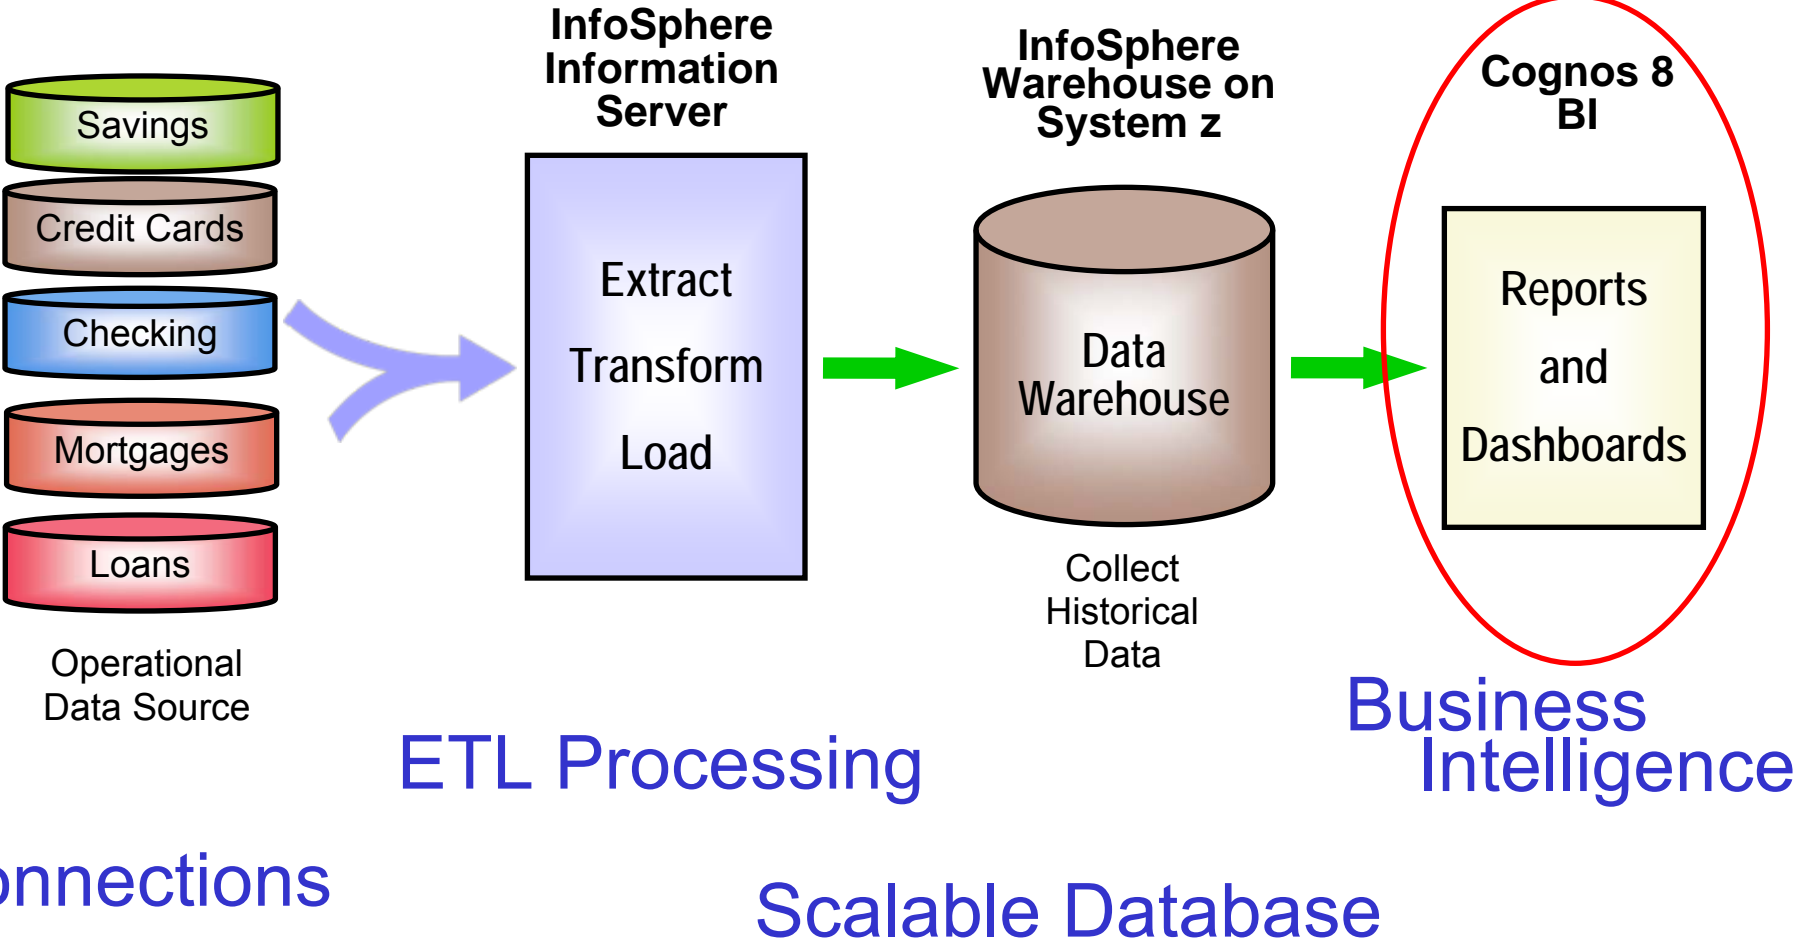 Savings
Credit Cards
Checking
Mortgages
Loans
Operational
Data Source
InfoSphere
Information
Server
Extract
Transform
Load
InfoSphere
Warehouse on
System z
Data
Warehouse
Collect
Historical
Data
Cognos 8
BI
Reports
and
Dashboards
Business
Intelligence
ETL Processing
onnections
Scalable Database